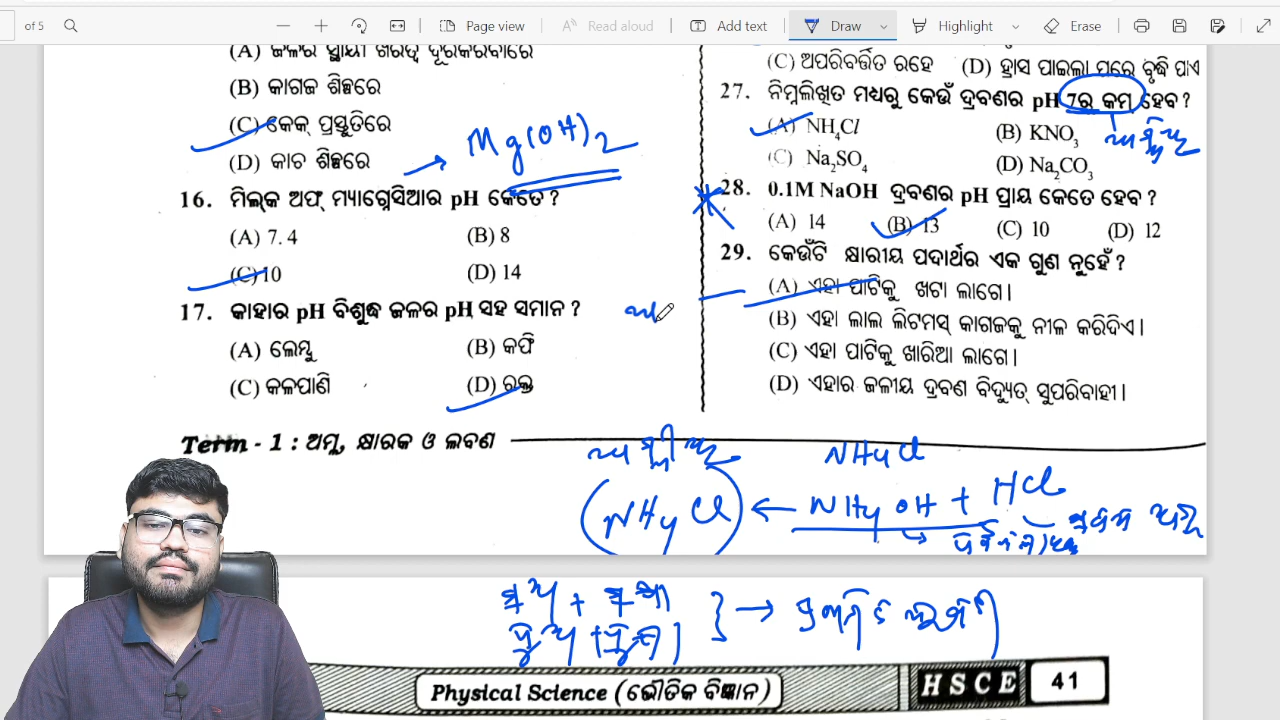 of 5
Page view
Read aloud
Add text
Draw
Highlight
Erase
(A) ଜଳର ସ୍ଥାୟୀ ଖରତ୍ୱ ଦୂରକରିବାରେ
(B) କାଗଜ ଶିଳ୍ପରେ
(C) କେକ୍ ପ୍ରସ୍ତୁତିରେ
(D) କାଚ ଶିଳ୍ପରେ
Mg(OH)2
16. ମିଲ୍‌କ ଅଫ୍ ମ୍ୟାଗ୍ନେସିଆର pH କେତେ ?
(A) 7.4
(B) 8
(C) 10
(D) 14
17. କାହାର pH ବିଶୁଦ୍ଧ ଜଳର pH ସହ ସମାନ ?
(A) ଲେମ୍ବୁ
(B) କଫି
(C) କଳପାଣି
(D) ରକ୍ତ
(C) ଅପରିବର୍ତ୍ତିତ ରହେ (D) ହ୍ରାସ ପାଇଲା ପରେ ବୃଦ୍ଧି ପାଏ
27. ନିମ୍ନଲିଖିତ ମଧ୍ୟରୁ କେଉଁ ଦ୍ରବଣର pH 7ର କମ୍ ହେବ ?
(A) NH₄Cl
(B) KNO₃
(C) Na₂SO₄
(D) Na₂CO₃
28. 0.1M NaOH ଦ୍ରବଣର pH ପ୍ରାୟ କେତେ ହେବ ?
(A) 14 (B) 13 (C) 10 (D) 12
29. କେଉଁଟି କ୍ଷାରୀୟ ପଦାର୍ଥର ଏକ ଗୁଣ ନୁହେଁ ?
(A) ଏହା ପାଟିକୁ ଖଟା ଲାଗେ।
(B) ଏହା ଲାଲ ଲିଟମସ୍ କାଗଜକୁ ନୀଳ କରିଦିଏ।
(C) ଏହା ପାଟିକୁ ଖାରିଆ ଲାଗେ।
(D) ଏହାର ଜଳୀୟ ଦ୍ରବଣ ବିଦ୍ୟୁତ୍ ସୁପରିବାହୀ।
Term - 1 : ଅମ୍ଳ, କ୍ଷାରକ ଓ ଲବଣ
NH4Cl
(NH4Cl) ← NH4OH + HCl
Physical Science (ଭୌତିକ ବିଜ୍ଞାନ)
HSCE 41